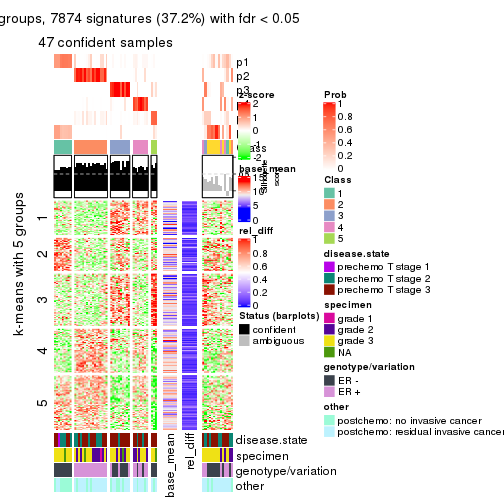 groups, 7874 signatures (37.2%) with fdr < 0.05
47 confident samples
p1
p2
p3
z-score
2
1
0
-1
-2
base_mean
15
10
5
0
rel_diff
1
0.8
0.6
0.4
0.2
0
Status (barplots)
confident
ambiguous
k-means with 5 groups
1
2
3
4
5
base_mean
rel_diff
disease.state
specimen
genotype/variation
other
Prob
1
0.8
0.6
0.4
0.2
0
Class
1
2
3
4
5
disease.state
prechemo T stage 1
prechemo T stage 2
prechemo T stage 3
specimen
grade 1
grade 2
grade 3
NA
genotype/variation
ER -
ER +
other
postchemo: no invasive cancer
postchemo: residual invasive cancer